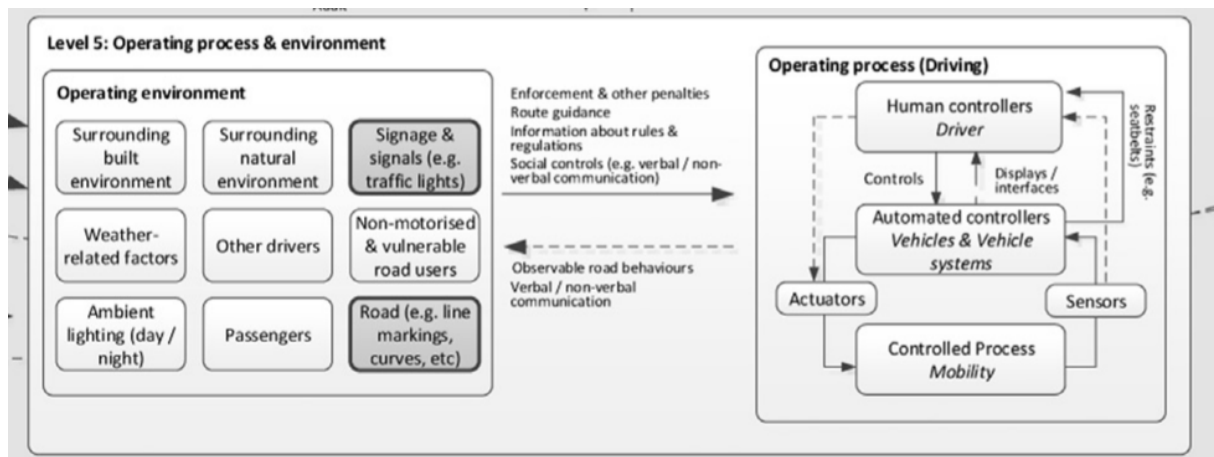 Level 5: Operating process & environment
Operating environment
Surrounding
built
environment
Surrounding
natural
environment
Signage &
signals (e.g.
traffic lights)
Weather-
related factors
Other drivers
Non-motorised
& vulnerable
road users
Ambient
lighting (day /
night)
Passengers
Road (e.g. line
markings,
curves, etc)
Enforcement & other penalties
Route guidance
Information about rules &
regulations
Social controls (e.g. verbal / non-
verbal communication)
Observable road behaviours
Verbal / non-verbal
communication
Operating process (Driving)
Human controllers
Driver
Controls
Displays /
interfaces
Restraints (e.g.
seatbelts)
Automated controllers
Vehicles & Vehicle
systems
Actuators
Sensors
Controlled Process
Mobility